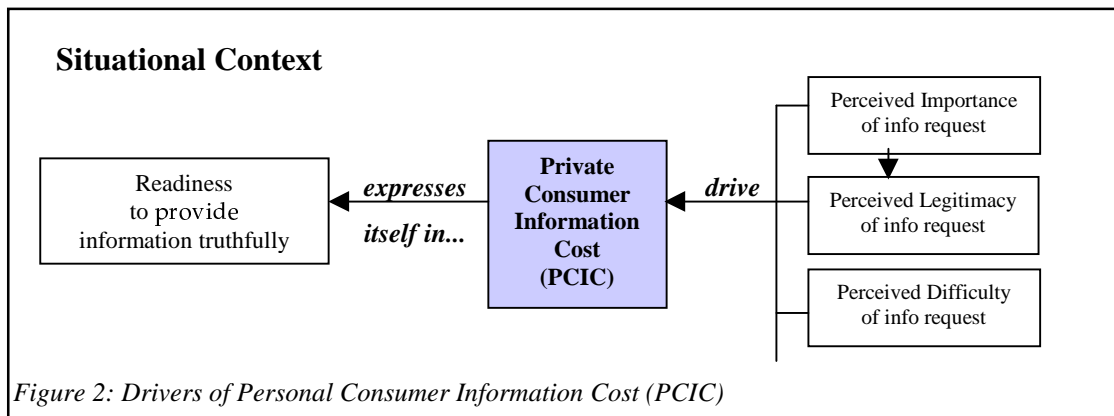 Situational Context
Readiness
to provide
information truthfully
expresses
itself in...
Private
Consumer
Information
Cost
(PCIC)
drive
Perceived Importance
of info request
Perceived Legitimacy
of info request
Perceived Difficulty
of info request
Figure 2: Drivers of Personal Consumer Information Cost (PCIC)